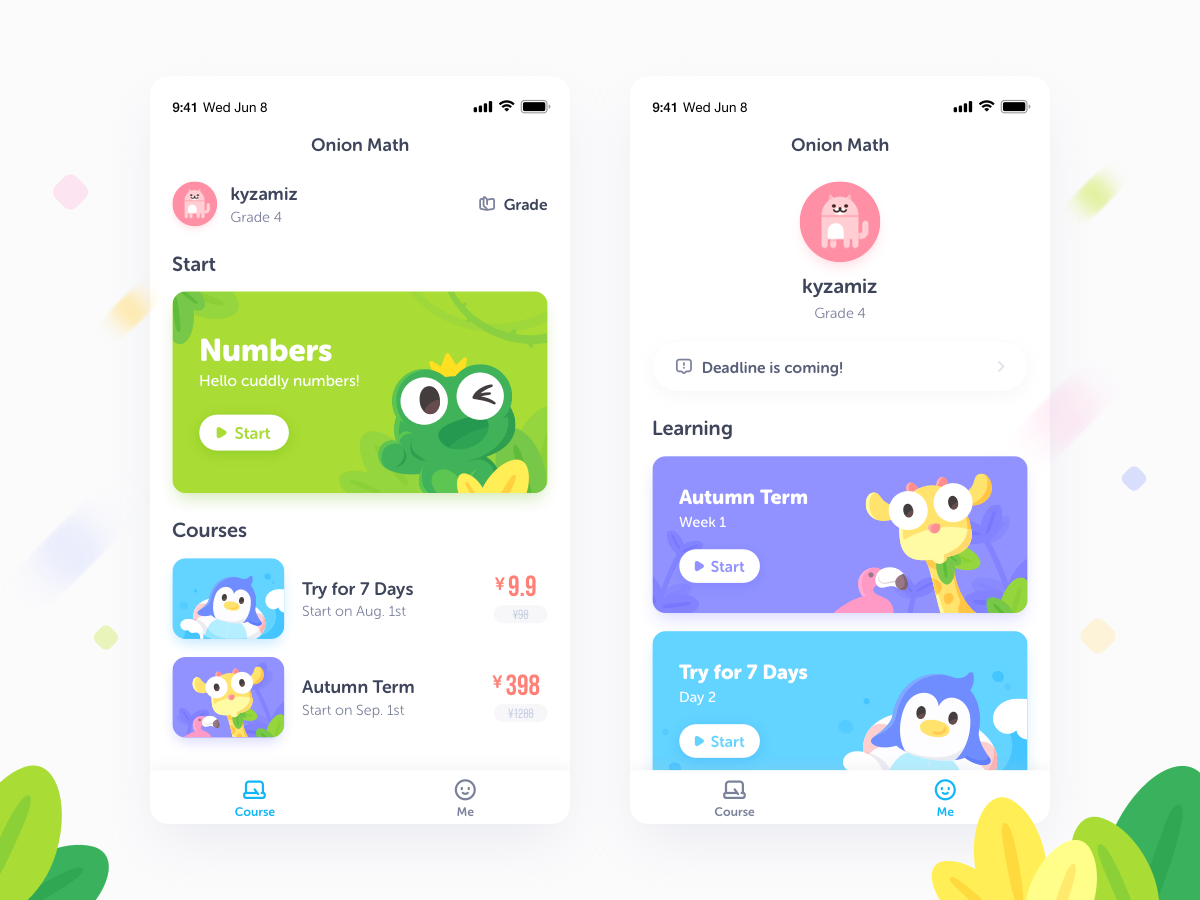 9:41 Wed Jun 8
Onion Math
kyzamiz
Grade 4
Grade
Start
Numbers
Hello cuddly numbers!
Start
Courses
Try for 7 Days
Start on Aug. 1st
¥9.9
¥98
Autumn Term
Start on Sep. 1st
¥398
¥1288
Course
Me
9:41 Wed Jun 8
Onion Math
kyzamiz
Grade 4
Deadline is coming!
Learning
Autumn Term
Week 1
Start
Try for 7 Days
Day 2
Start
Course
Me